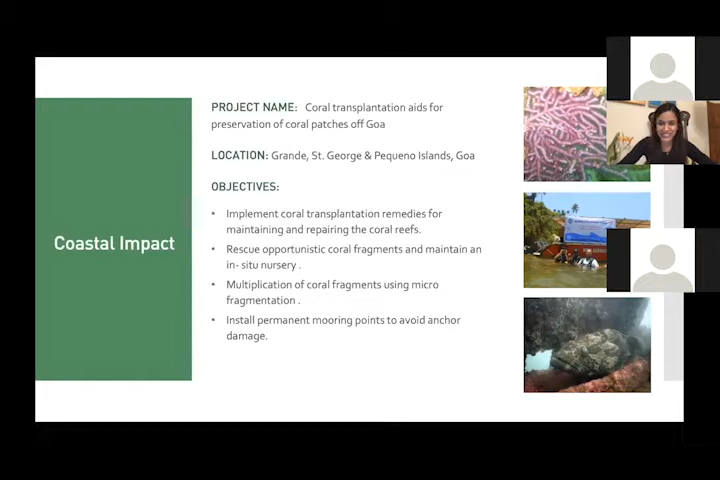 Coastal Impact
PROJECT NAME: Coral transplantation aids for
preservation of coral patches off Goa
LOCATION: Grande, St. George & Pequeno Islands, Goa
OBJECTIVES:
• Implement coral transplantation remedies for
maintaining and repairing the coral reefs.
• Rescue opportunistic coral fragments and maintain an
in- situ nursery .
• Multiplication of coral fragments using micro
fragmentation .
• Install permanent mooring points to avoid anchor
damage.